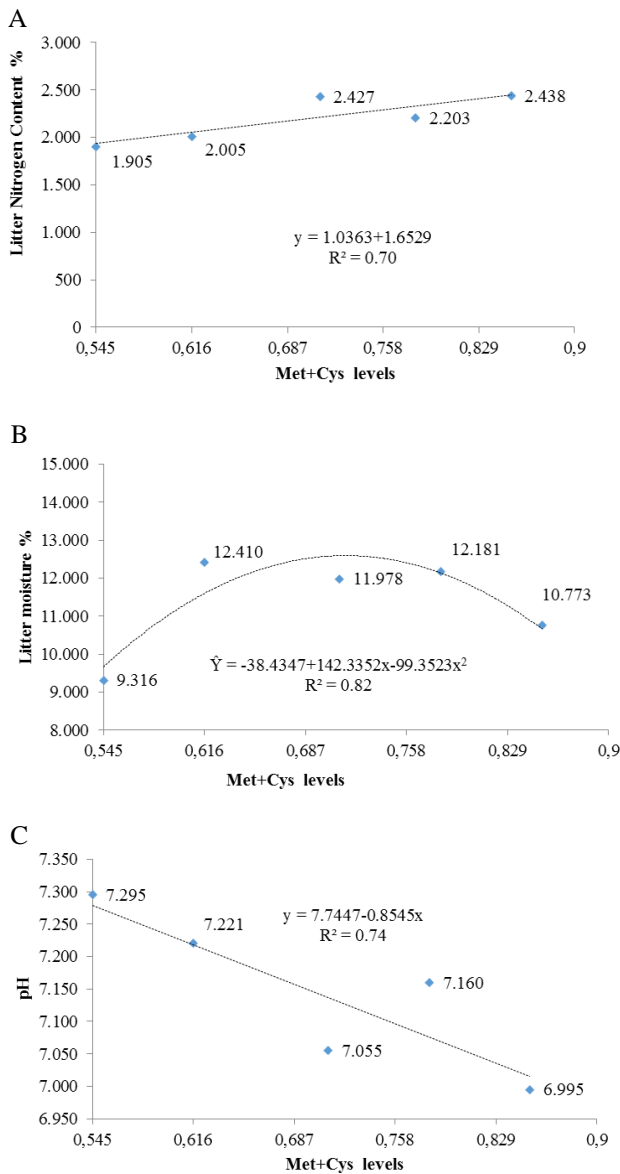 A
Litter Nitrogen Content %
3.000
2.500
2.000
1.500
1.000
500
0
1.905
2.005
2.427
2.203
2.438
y = 1.0363+1.6529
R² = 0.70
0,545 0,616 0,687 0,758 0,829 0,9
Met+Cys levels
B
Litter moisture %
15.000
14.000
13.000
12.000
11.000
10.000
9.000
8.000
9.316
12.410
11.978
12.181
10.773
Ŷ = -38.4347+142.3352x-99.3523x²
R² = 0.82
0,545 0,616 0,687 0,758 0,829 0,9
Met+Cys levels
C
pH
7.350
7.300
7.250
7.200
7.150
7.100
7.050
7.000
6.950
7.295
7.221
7.055
7.160
6.995
y = 7.7447-0.8545x
R² = 0.74
0,545 0,616 0,687 0,758 0,829 0,9
Met+Cys levels